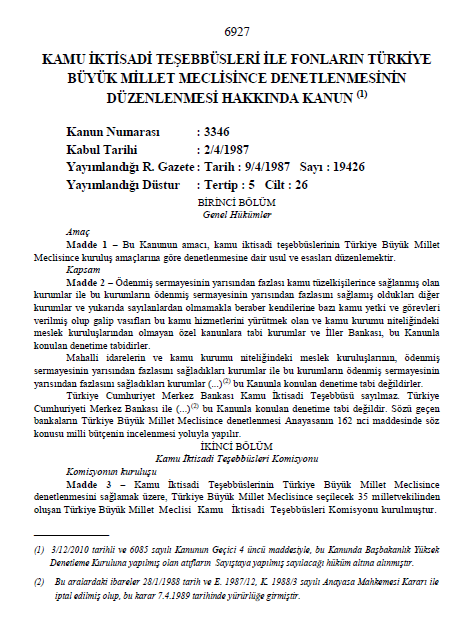 6927
KAMU İKTİSADİ TEŞEBBÜSLERİ İLE FONLARIN TÜRKİYE
BÜYÜK MİLLET MECLİSİNCE DENETLENMESİNİN
DÜZENLENMESİ HAKKINDA KANUN (1)
Kanun Numarası : 3346
Kabul Tarihi : 2/4/1987
Yayımlandığı R. Gazete : Tarih : 9/4/1987 Sayı : 19426
Yayımlandığı Düstur : Tertip : 5 Cilt : 26
BİRİNCİ BÖLÜM
Genel Hükümler
Amaç
Madde 1 – Bu Kanunun amacı, kamu iktisadi teşebbüslerinin Türkiye Büyük Millet
Meclisince kuruluş amaçlarına göre denetlenmesine dair usul ve esasları düzenlemektir.
Kapsam
Madde 2 – Ödenmiş sermayesinin yarısından fazlası kamu tüzelkişilerince sağlanmış olan
kurumlar ile bu kurumların ödenmiş sermayesinin yarısından fazlasını sağlamış oldukları diğer
kurumlar ve yukarıda sayılanlardan olmamakla beraber kendilerine bazı kamu yetki ve görevleri
verilmiş olup galip vasıfları bu kamu hizmetlerini yürütmek olan ve kamu kurumu niteliğindeki
meslek kuruluşlarından olmayan özel kanunlara tabi kurumlar ve İller Bankası, bu Kanunla
konulan denetime tabidirler.
Mahalli idarelerin ve kamu kurumu niteliğindeki meslek kuruluşlarının, ödenmiş
sermayesinin yarısından fazlasını sağladıkları kurumlar ile bu kurumların ödenmiş sermayesinin
yarısından fazlasını sağladıkları kurumlar (...)(2) bu Kanunla konulan denetime tabi değildirler.
Türkiye Cumhuriyet Merkez Bankası Kamu İktisadi Teşebbüsü sayılmaz. Türkiye
Cumhuriyeti Merkez Bankası ile (...)(2) bu kanunla konulan denetime tabi değildir. Sözü geçen
bankaların Türkiye Büyük Millet Meclisince denetlenmesi Anayasanın 162 nci maddesinde söz
konusu milli bütçenin incelenmesi yoluyla yapılır.
İKİNCİ BÖLÜM
Kamu İktisadi Teşebbüsleri Komisyonu
Komisyonun kuruluşu
Madde 3 – Kamu İktisadi Teşebbüslerinin Türkiye Büyük Millet Meclisince
denetlenmesini sağlamak üzere, Türkiye Büyük Millet Meclisince seçilecek 35 milletvekilinden
oluşan Türkiye Büyük Millet Meclisi Kamu İktisadi Teşebbüsleri Komisyonu kurulmuştur.
(1) 3/12/2010 tarihli ve 6085 sayılı Kanunun Geçici 4 üncü maddesiyle, bu Kanunda Başbakanlık Yüksek
Denetleme Kuruluna yapılmış olan atıfların Sayıştaya yapılmış sayılacağı hüküm altına alınmıştır.
(2) Bu aralardaki ibareler 28/1/1988 tarih ve E. 1987/12, K. 1988/3 sayılı Anayasa Mahkemesi Kararı ile
iptal edilmiş olup, bu karar 7.4.1989 tarihinde yürürlüğe girmiştir.